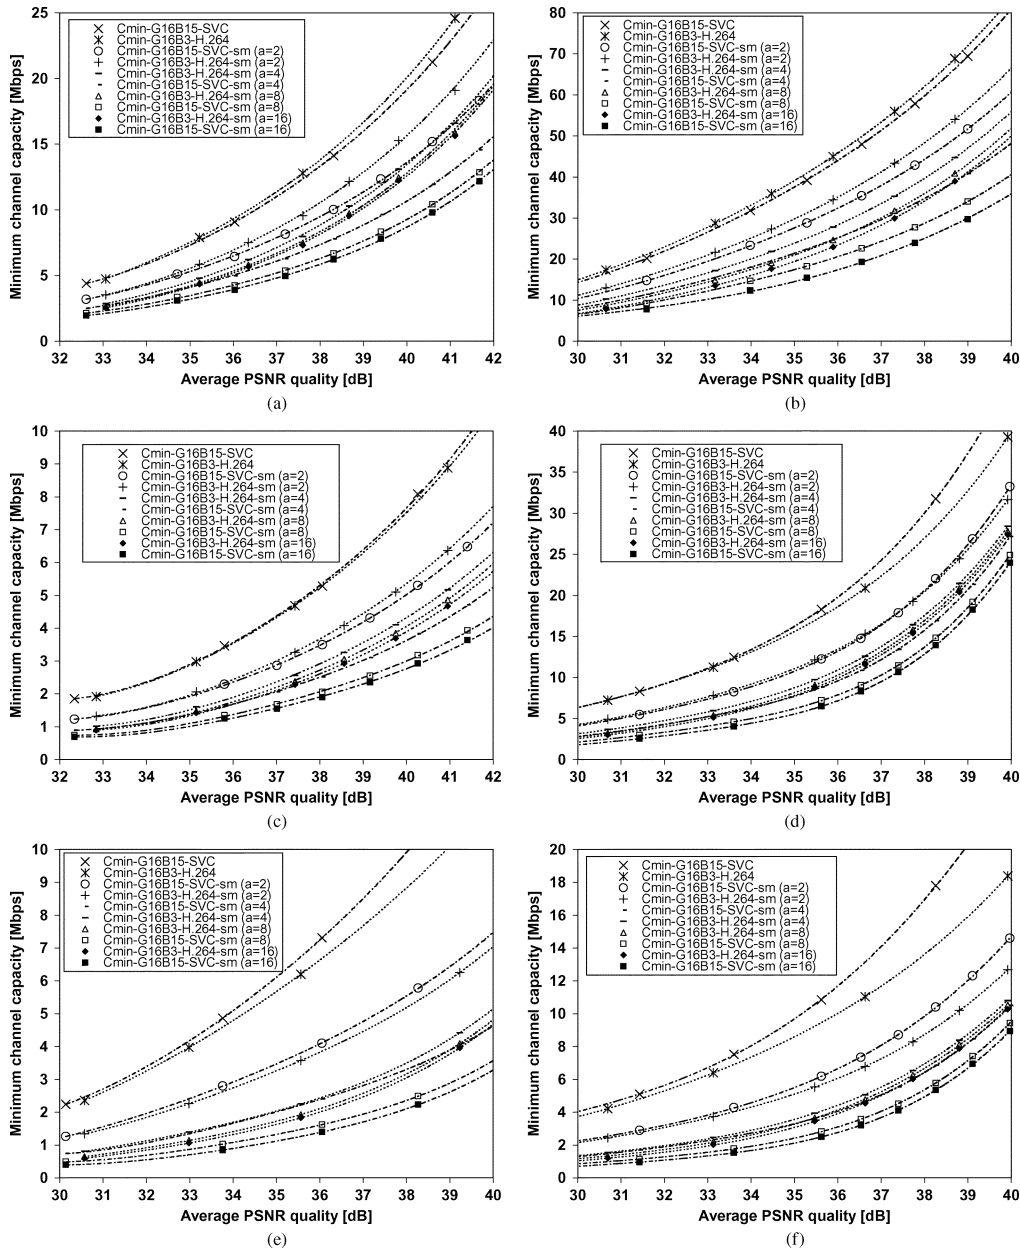 25
20
15
10
5
0
Minimum channel capacity [Mbps]
Cmin-G16B15-SVC
Cmin-G16B3-H.264
Cmin-G16B15-SVC-sm (a=2)
Cmin-G16B3-H.264-sm (a=2)
Cmin-G16B3-H.264-sm (a=4)
Cmin-G16B15-SVC-sm (a=4)
Cmin-G16B3-H.264-sm (a=8)
Cmin-G16B15-SVC-sm (a=8)
Cmin-G16B3-H.264-sm (a=16)
Cmin-G16B15-SVC-sm (a=16)
32 33 34 35 36 37 38 39 40 41 42
Average PSNR quality [dB]
(a)
80
70
60
50
40
30
20
10
0
Minimum channel capacity [Mbps]
Cmin-G16B15-SVC
Cmin-G16B3-H.264
Cmin-G16B15-SVC-sm (a=2)
Cmin-G16B3-H.264-sm (a=2)
Cmin-G16B3-H.264-sm (a=4)
Cmin-G16B15-SVC-sm (a=4)
Cmin-G16B3-H.264-sm (a=8)
Cmin-G16B15-SVC-sm (a=8)
Cmin-G16B3-H.264-sm (a=16)
Cmin-G16B15-SVC-sm (a=16)
30 31 32 33 34 35 36 37 38 39 40
Average PSNR quality [dB]
(b)
10
9
8
7
6
5
4
3
2
1
0
Minimum channel capacity [Mbps]
Cmin-G16B15-SVC
Cmin-G16B3-H.264
Cmin-G16B15-SVC-sm (a=2)
Cmin-G16B3-H.264-sm (a=2)
Cmin-G16B3-H.264-sm (a=4)
Cmin-G16B15-SVC-sm (a=4)
Cmin-G16B3-H.264-sm (a=8)
Cmin-G16B15-SVC-sm (a=8)
Cmin-G16B3-H.264-sm (a=16)
Cmin-G16B15-SVC-sm (a=16)
32 33 34 35 36 37 38 39 40 41 42
Average PSNR quality [dB]
(c)
40
35
30
25
20
15
10
5
0
Minimum channel capacity [Mbps]
Cmin-G16B15-SVC
Cmin-G16B3-H.264
Cmin-G16B15-SVC-sm (a=2)
Cmin-G16B3-H.264-sm (a=2)
Cmin-G16B3-H.264-sm (a=4)
Cmin-G16B15-SVC-sm (a=4)
Cmin-G16B3-H.264-sm (a=8)
Cmin-G16B15-SVC-sm (a=8)
Cmin-G16B3-H.264-sm (a=16)
Cmin-G16B15-SVC-sm (a=16)
30 31 32 33 34 35 36 37 38 39 40
Average PSNR quality [dB]
(d)
10
9
8
7
6
5
4
3
2
1
0
Minimum channel capacity [Mbps]
Cmin-G16B15-SVC
Cmin-G16B3-H.264
Cmin-G16B15-SVC-sm (a=2)
Cmin-G16B3-H.264-sm (a=2)
Cmin-G16B15-SVC-sm (a=4)
Cmin-G16B3-H.264-sm (a=4)
Cmin-G16B3-H.264-sm (a=8)
Cmin-G16B15-SVC-sm (a=8)
Cmin-G16B3-H.264-sm (a=16)
Cmin-G16B15-SVC-sm (a=16)
30 31 32 33 34 35 36 37 38 39 40
Average PSNR quality [dB]
(e)
20
18
16
14
12
10
8
6
4
2
0
Minimum channel capacity [Mbps]
Cmin-G16B15-SVC
Cmin-G16B3-H.264
Cmin-G16B15-SVC-sm (a=2)
Cmin-G16B3-H.264-sm (a=2)
Cmin-G16B15-SVC-sm (a=4)
Cmin-G16B3-H.264-sm (a=4)
Cmin-G16B3-H.264-sm (a=8)
Cmin-G16B15-SVC-sm (a=8)
Cmin-G16B3-H.264-sm (a=16)
Cmin-G16B15-SVC-sm (a=16)
30 31 32 33 34 35 36 37 38 39 40
Average PSNR quality [dB]
(f)